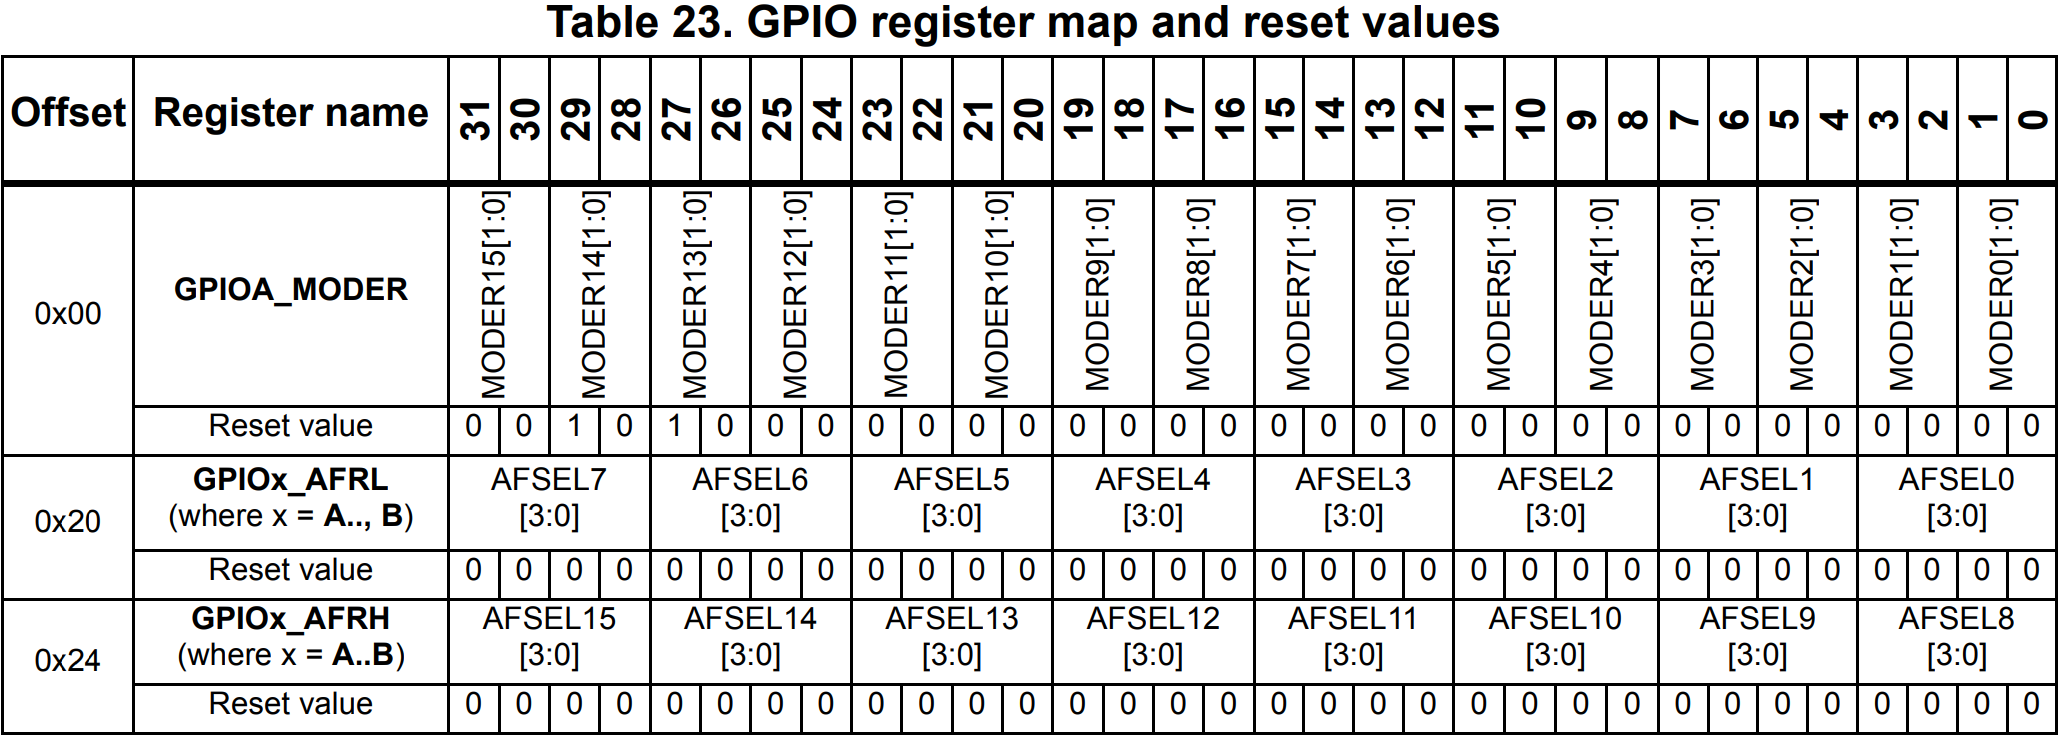 Table 23. GPIO register map and reset values
Offset Register name 31 30 29 28 27 26 25 24 23 22 21 20 19 18 17 16 15 14 13 12 11 10 9 8 7 6 5 4 3 2 1 0
0x00 GPIOA_MODER MODER15[1:0] MODER14[1:0] MODER13[1:0] MODER12[1:0] MODER11[1:0] MODER10[1:0] MODER9[1:0] MODER8[1:0] MODER7[1:0] MODER6[1:0] MODER5[1:0] MODER4[1:0] MODER3[1:0] MODER2[1:0] MODER1[1:0] MODER0[1:0]
Reset value 0 0 1 0 1 0 0 0 0 0 0 0 0 0 0 0 0 0 0 0 0 0 0 0 0 0 0 0 0 0 0 0
0x20 GPIOx_AFRL AFSEL7 AFSEL6 AFSEL5 AFSEL4 AFSEL3 AFSEL2 AFSEL1 AFSEL0
(where x = A.., B) [3:0] [3:0] [3:0] [3:0] [3:0] [3:0] [3:0] [3:0]
Reset value 0 0 0 0 0 0 0 0 0 0 0 0 0 0 0 0 0 0 0 0 0 0 0 0 0 0 0 0 0 0 0 0
0x24 GPIOx_AFRH AFSEL15 AFSEL14 AFSEL13 AFSEL12 AFSEL11 AFSEL10 AFSEL9 AFSEL8
(where x = A..B) [3:0] [3:0] [3:0] [3:0] [3:0] [3:0] [3:0] [3:0]
Reset value 0 0 0 0 0 0 0 0 0 0 0 0 0 0 0 0 0 0 0 0 0 0 0 0 0 0 0 0 0 0 0 0